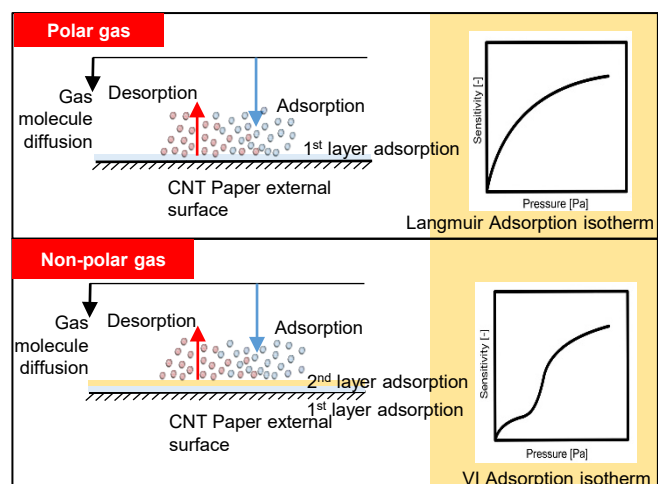 Polar gas
Gas
molecule
diffusion
Desorption
Adsorption
1st layer adsorption
CNT Paper external
surface
Sensitivity [-]
Pressure [Pa]
Langmuir Adsorption isotherm
Non-polar gas
Gas
molecule
diffusion
Desorption
Adsorption
2nd layer adsorption
1st layer adsorption
CNT Paper external
surface
Sensitivity [-]
Pressure [Pa]
VI Adsorption isotherm